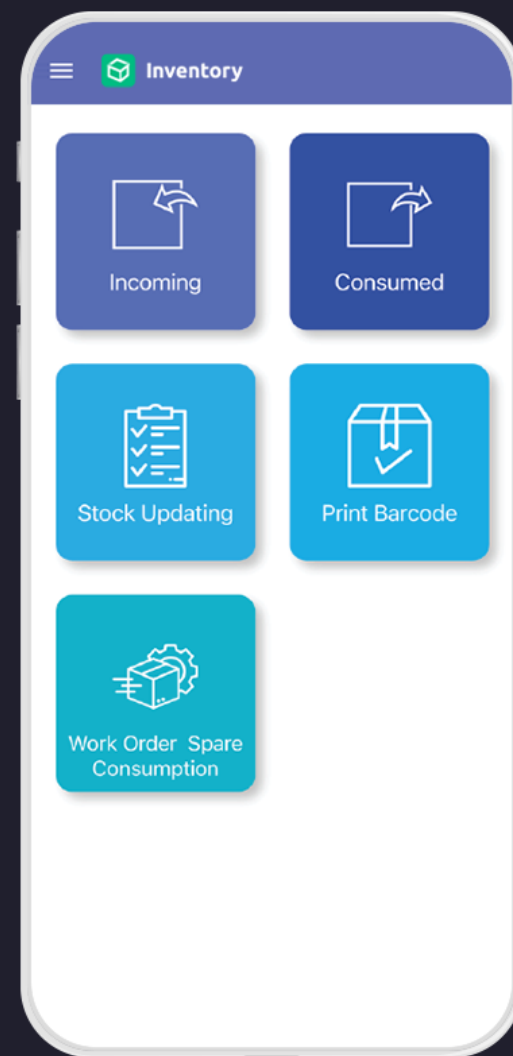 Inventory
Incoming
Consumed
Stock Updating
Print Barcode
Work Order Spare
Consumption